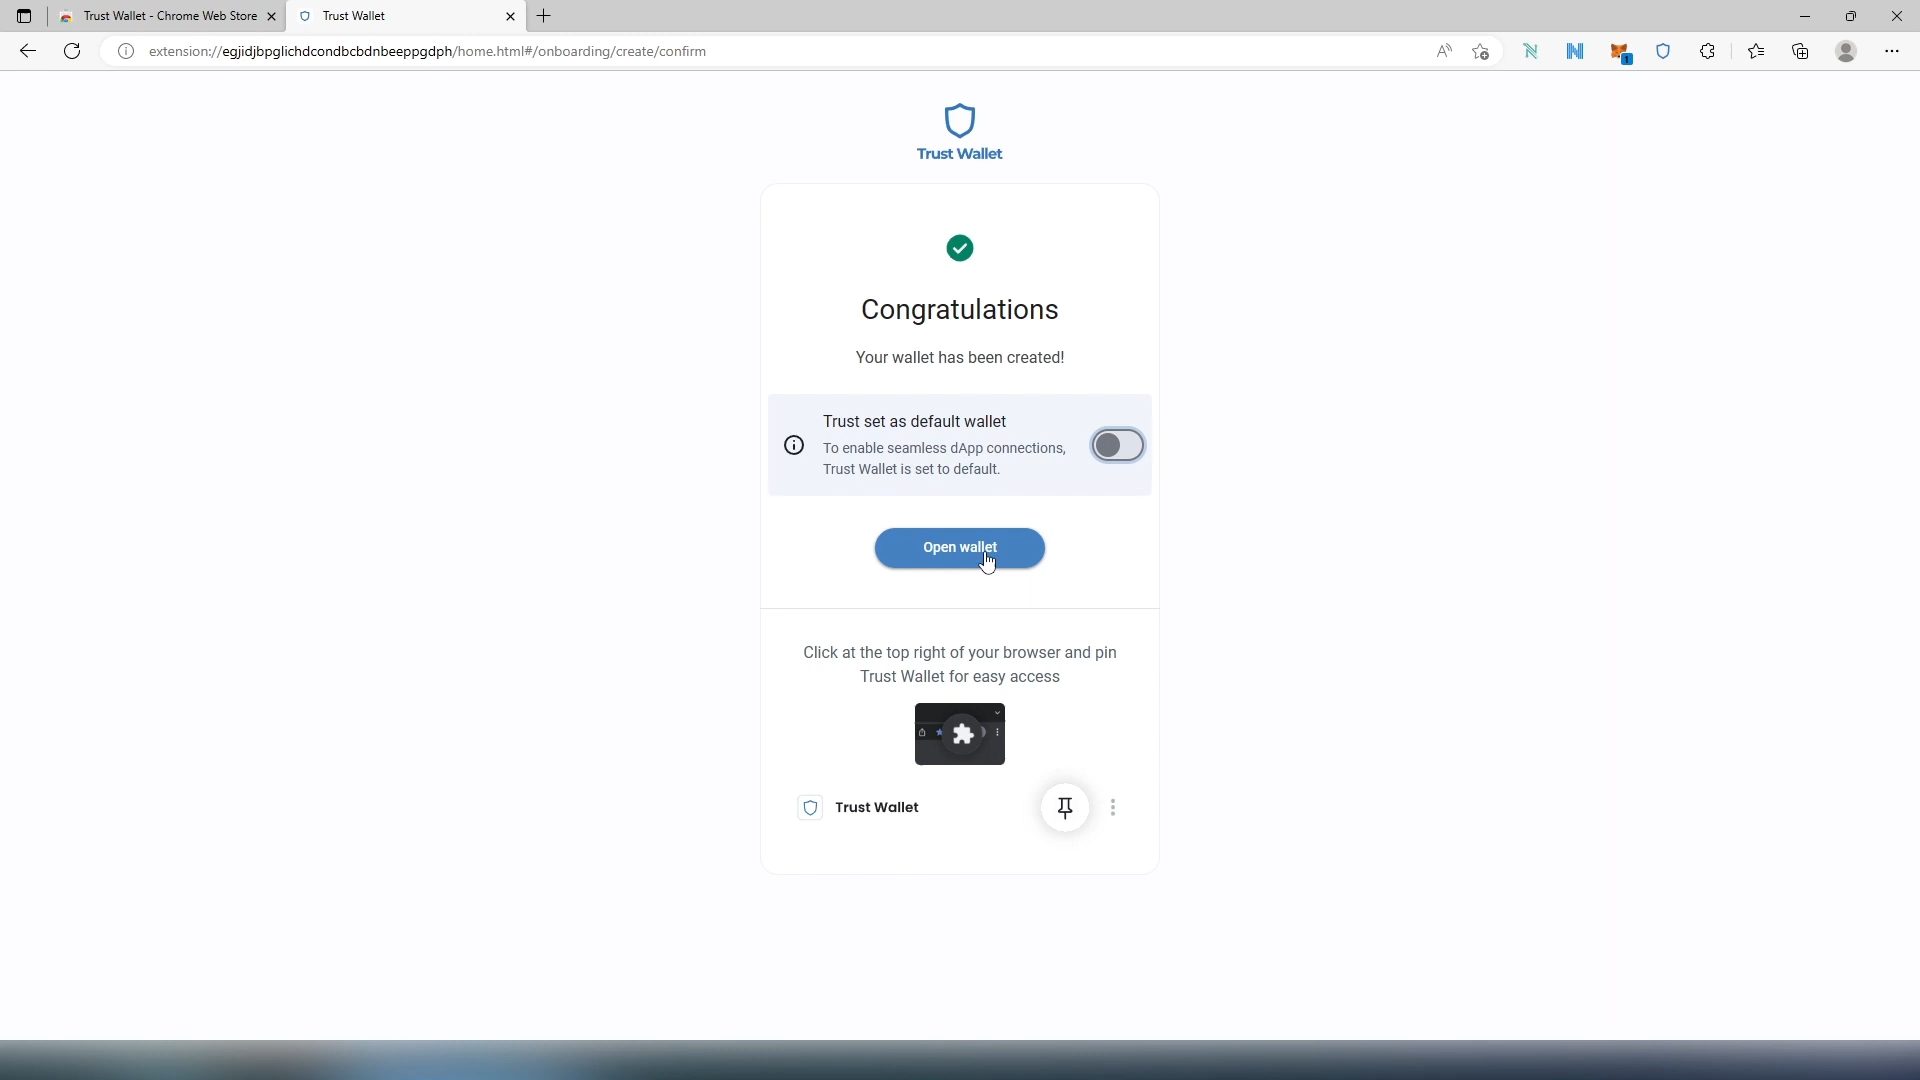 Trust Wallet - Chrome Web Store
Trust Wallet
extension://egjidjbpglichdcondbcbdnbeeppgdph/home.html#/onboarding/create/confirm
1
Trust Wallet
Congratulations
Your wallet has been created!
Trust set as default wallet
To enable seamless dApp connections,
Trust Wallet is set to default.
Open wallet
Click at the top right of your browser and pin
Trust Wallet for easy access
Trust Wallet